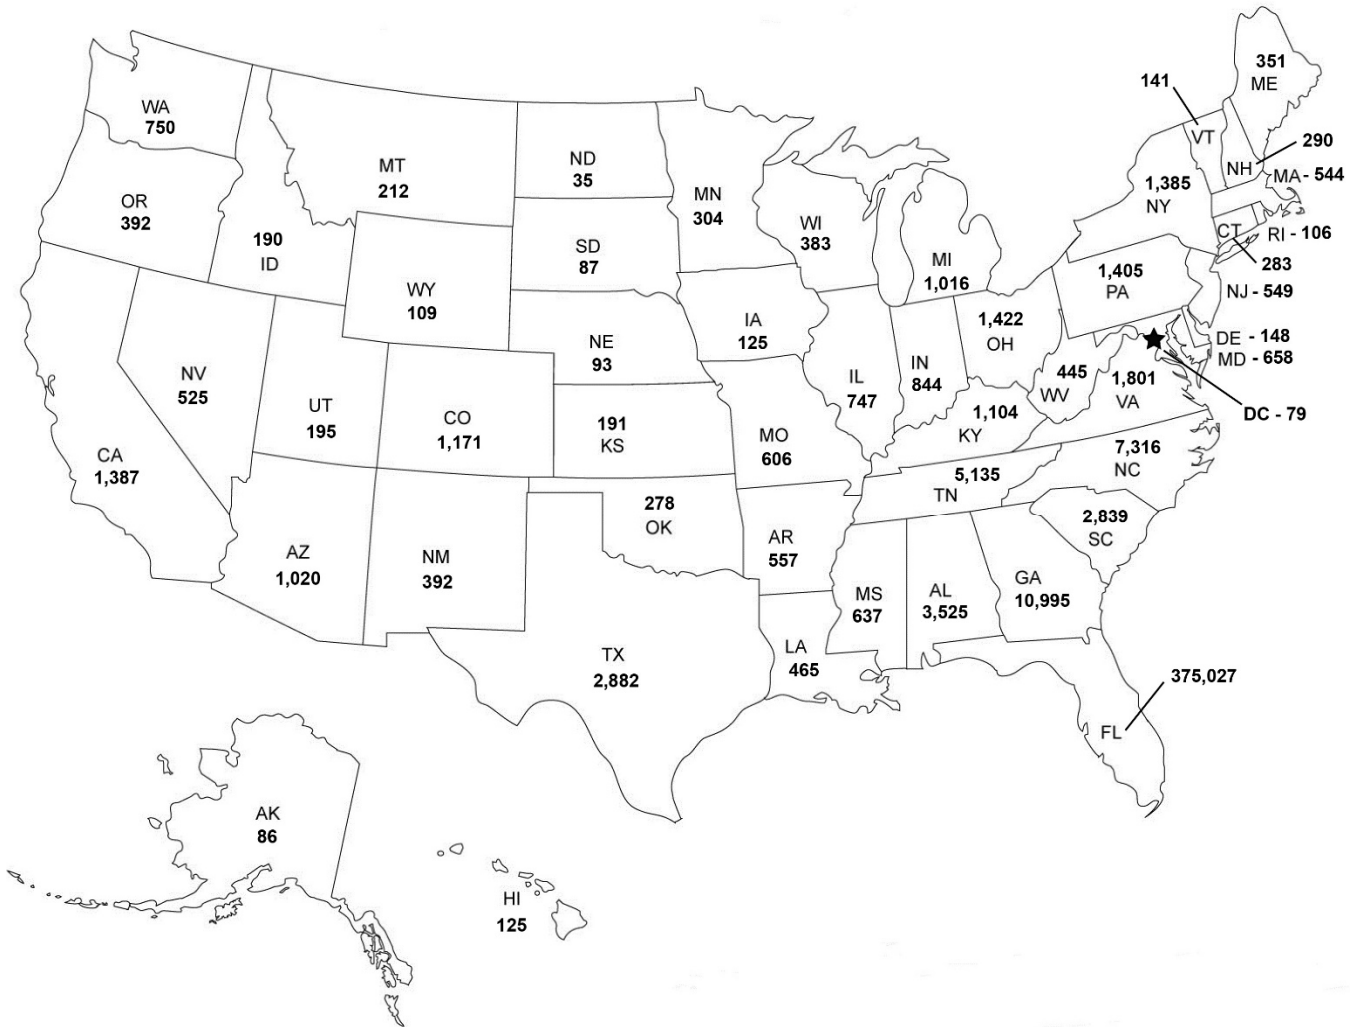 351
ME
141
WA
750
VT
290
NH
MA - 544
ND
35
MT
212
1,385
NY
MN
304
OR
392
WI
383
CT
RI - 106
190
ID
SD
87
MI
1,016
283
1,405
PA
NJ - 549
WY
109
IA
125
1,422
OH
DE - 148
MD - 658
NE
93
IN
844
445
WV
1,801
VA
NV
525
IL
747
DC - 79
UT
195
CO
1,171
191
KS
MO
606
1,104
KY
CA
1,387
7,316
NC
5,135
TN
278
OK
2,839
SC
AZ
1,020
NM
392
AR
557
MS
637
AL
3,525
GA
10,995
TX
2,882
LA
465
375,027
FL
AK
86
HI
125